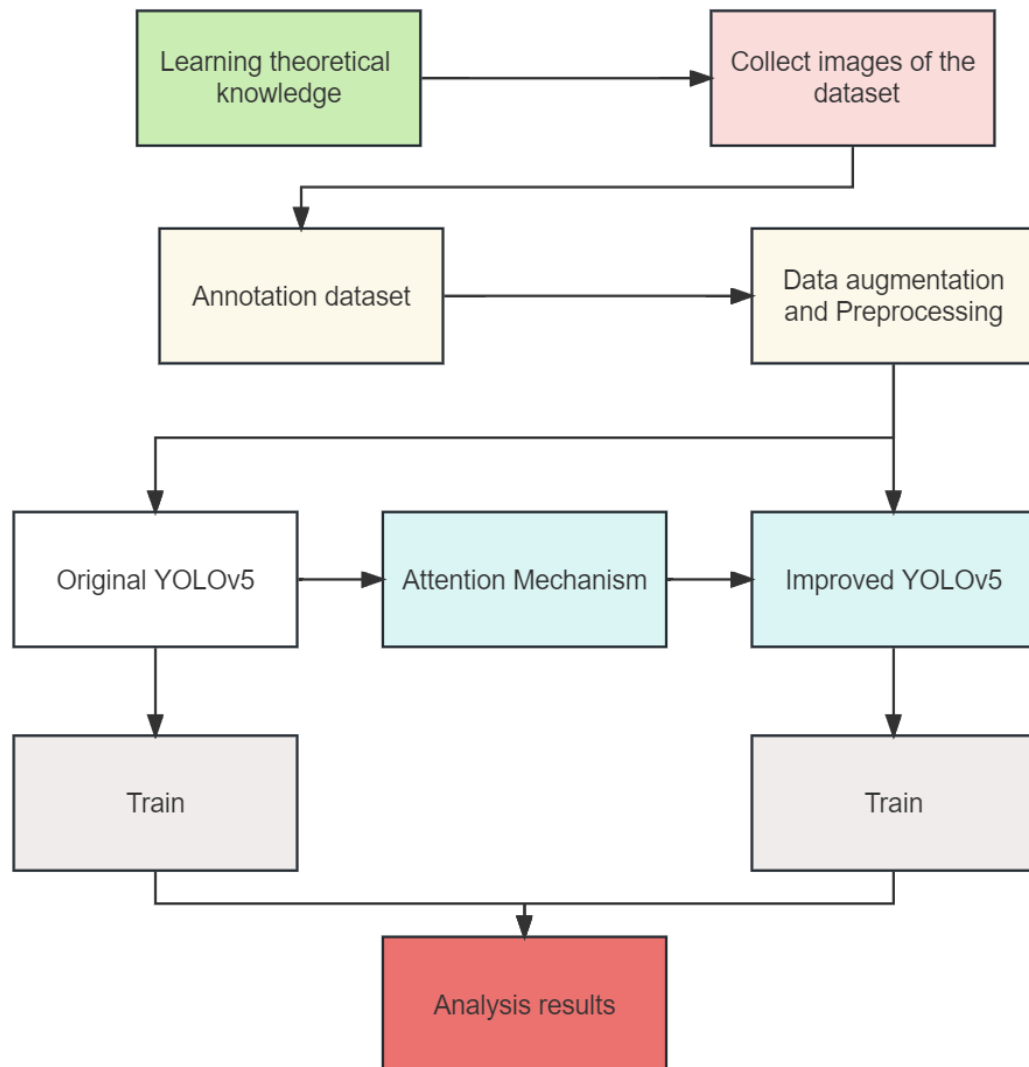 Learning theoretical
knowledge
Collect images of the
dataset
Annotation dataset
Data augmentation
and Preprocessing
Original YOLOv5
Attention Mechanism
Improved YOLOv5
Train
Train
Analysis results